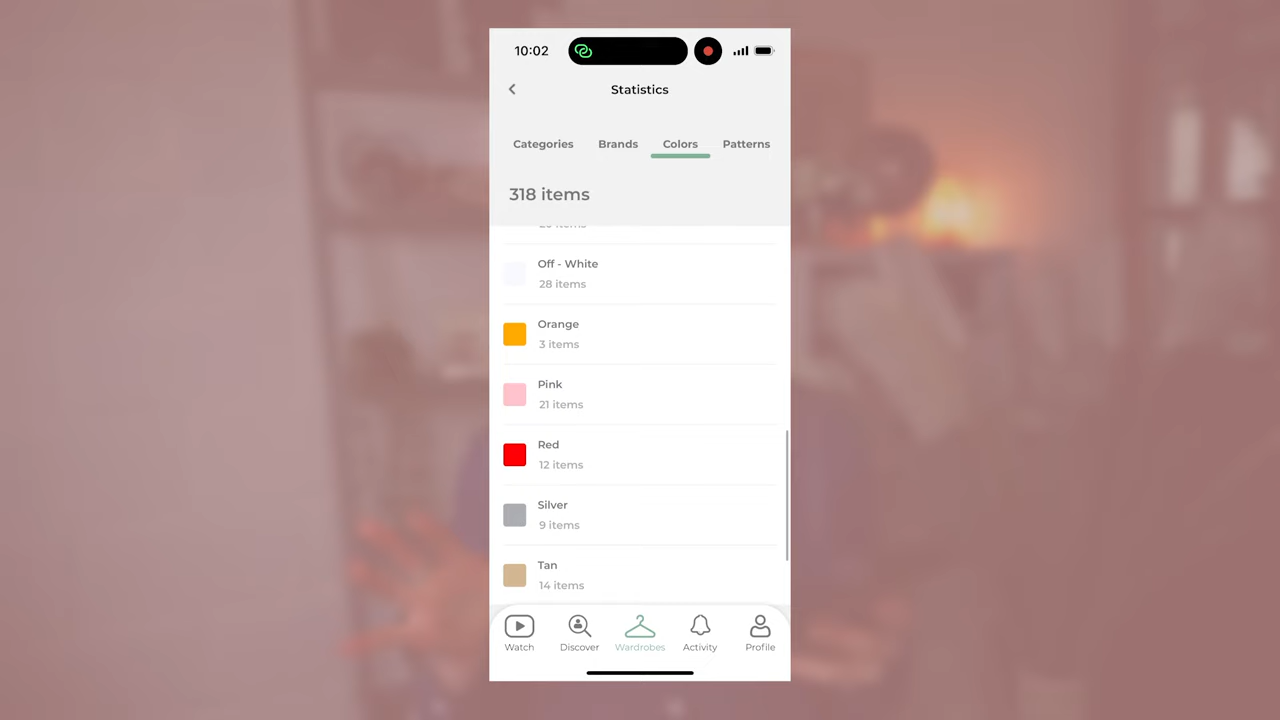 10:02
Statistics
Categories Brands Colors Patterns
318 items
Off - White
28 items
Orange
3 items
Pink
21 items
Red
12 items
Silver
9 items
Tan
14 items
Watch Discover Wardrobes Activity Profile